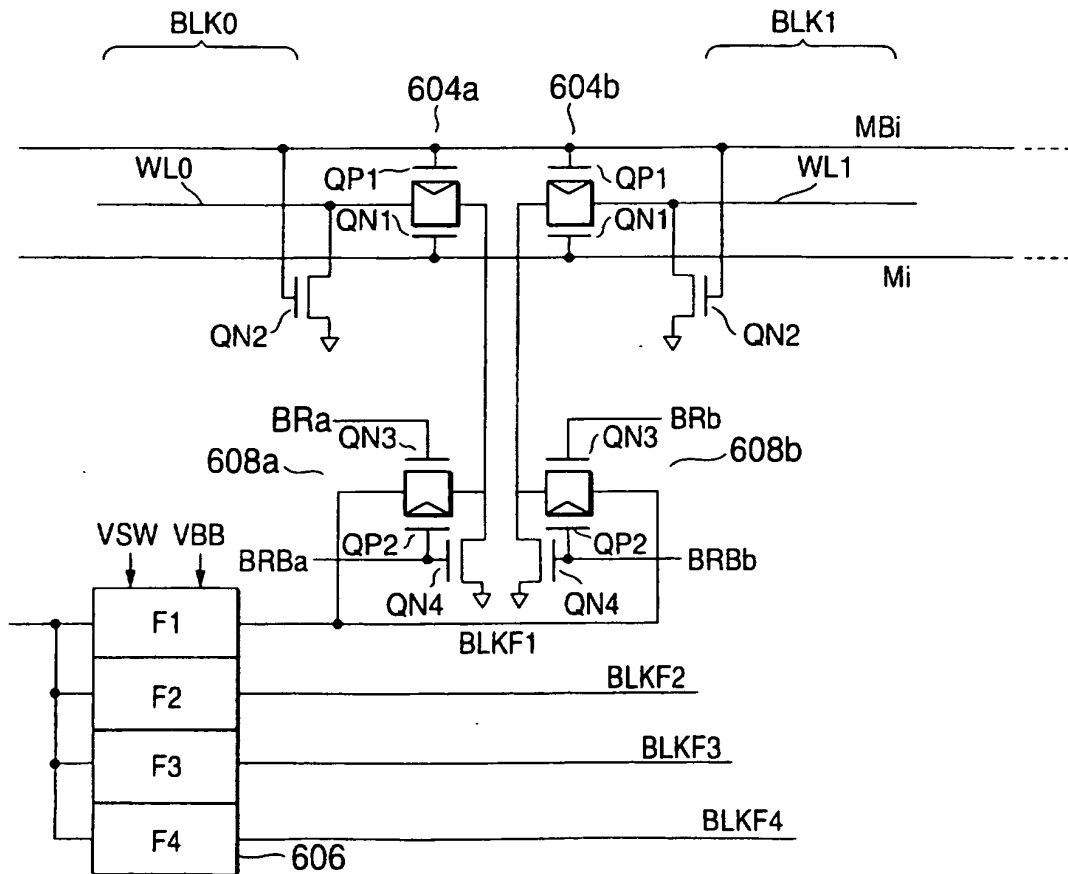 BLK0 BLK1
604a 604b
MBi
WL0 QP1 QP1 WL1
QN1 QN1
Mi
QN2 QN2
BRa QN3 QN3 BRb
608a 608b
VSW VBB QP2 QP2
BRBa BRBb
QN4 QN4
F1 BLKF1
F2 BLKF2
F3 BLKF3
F4 BLKF4
606